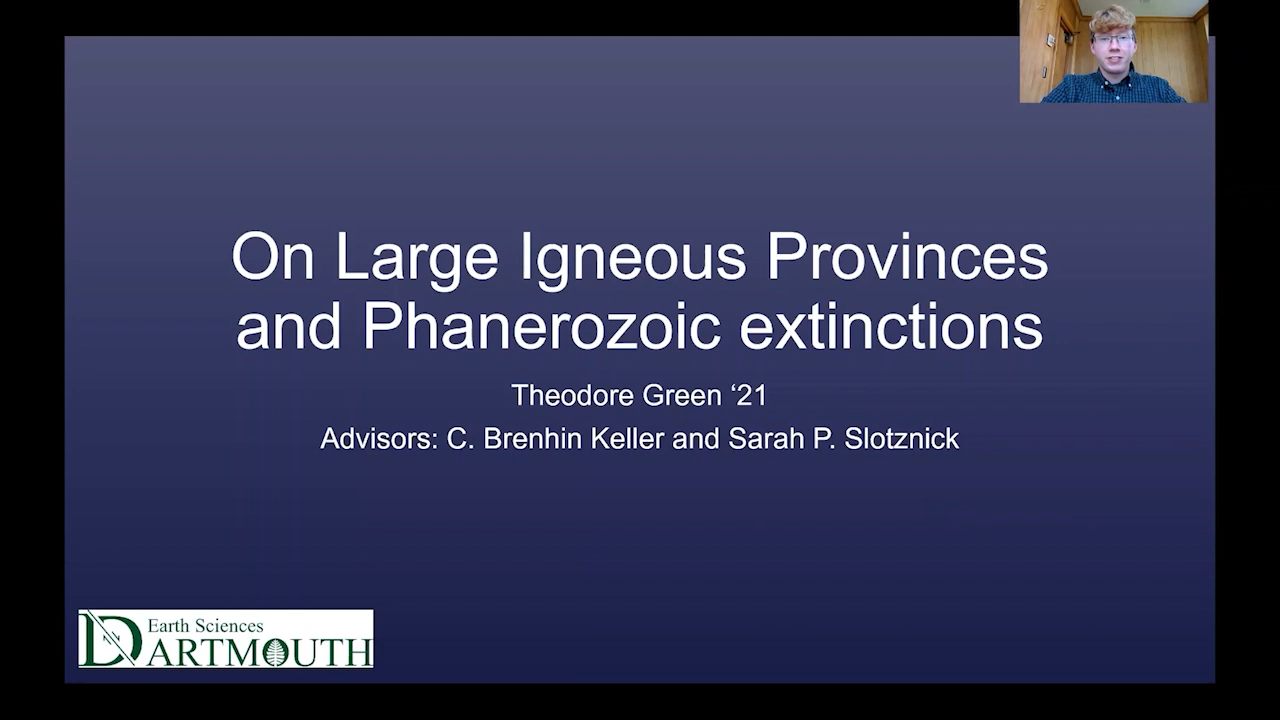 On Large Igneous Provinces
and Phanerozoic extinctions
Theodore Green ‘21
Advisors: C. Brenhin Keller and Sarah P. Slotznick
Earth Sciences
DARTMOUTH